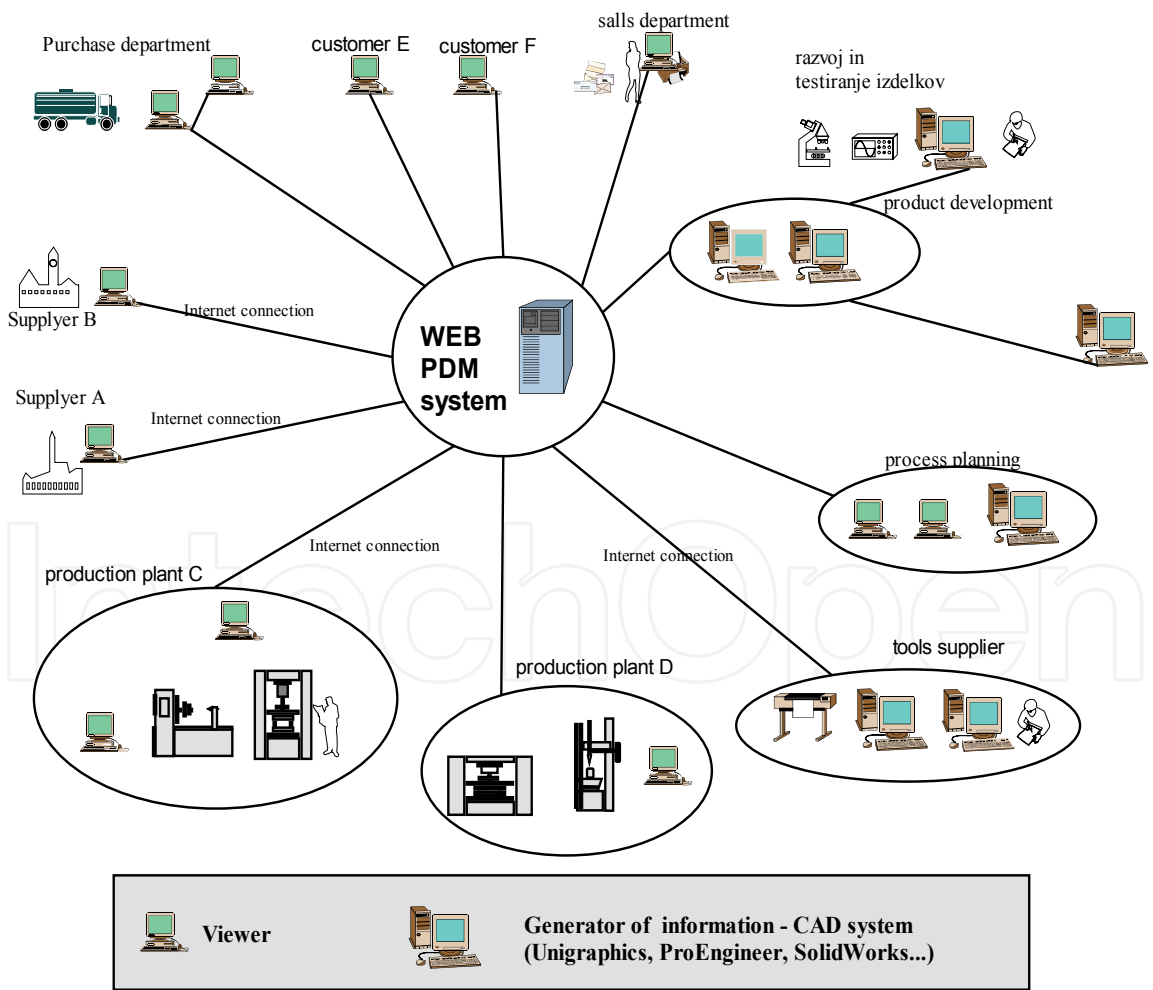 salls department
Purchase department
customer E
customer F
razvoj in
testiranje izdelkov
product development
Supplyer B
Internet connection
WEB
PDM
system
Supplyer A
Internet connection
process planning
Internet connection
Internet connection
production plant C
IntechOpen
tools supplier
production plant D
Viewer
Generator of information - CAD system
(Unigraphics, ProEngineer, SolidWorks...)